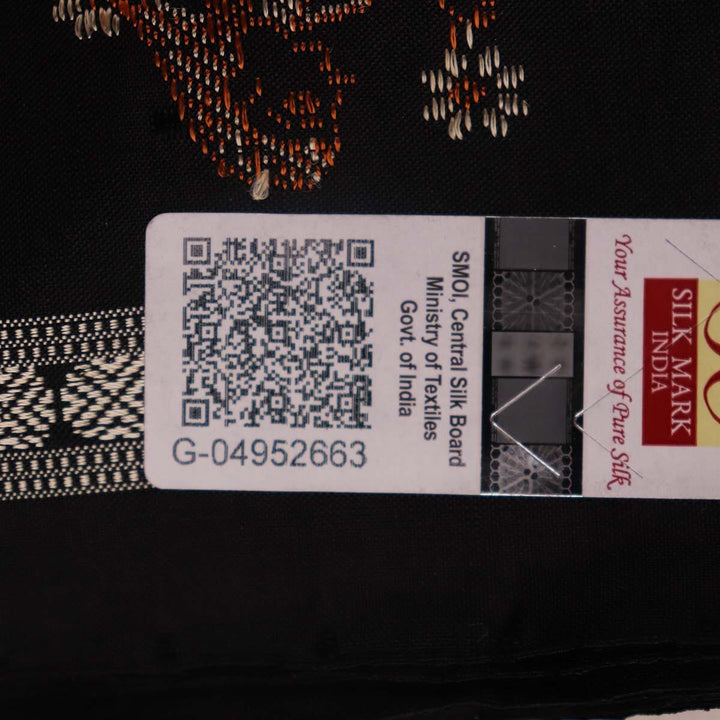 G-04952663
SMOI, Central Silk Board
Ministry of Textiles
Govt. of India
Your Assurance of Pure Silk
SILK MARK
INDIA